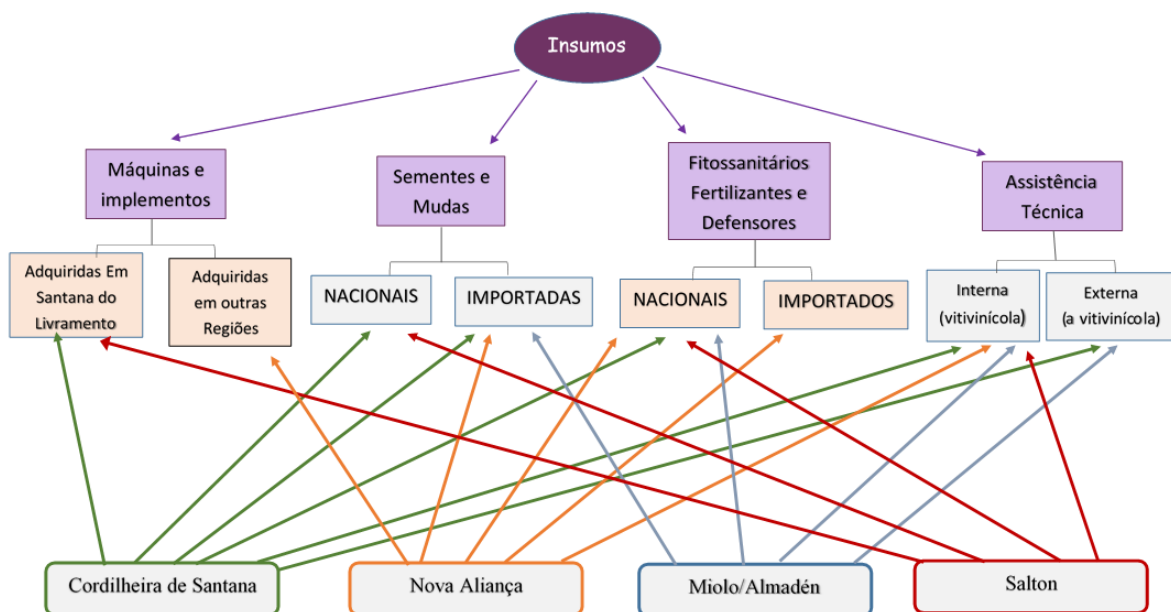 Insumos
Máquinas e
implementos
Sementes e
Mudas
Fitossanitários
Fertilizantes e
Defensores
Assistência
Técnica
Adquiridas Em
Santana do
Livramento
Adquiridas
em outras
Regiões
NACIONAIS
IMPORTADAS
NACIONAIS
IMPORTADOS
Interna
(vitivinícola)
Externa
(a vitivinícola)
Cordilheira de Santana
Nova Aliança
Miolo/Almadén
Salton